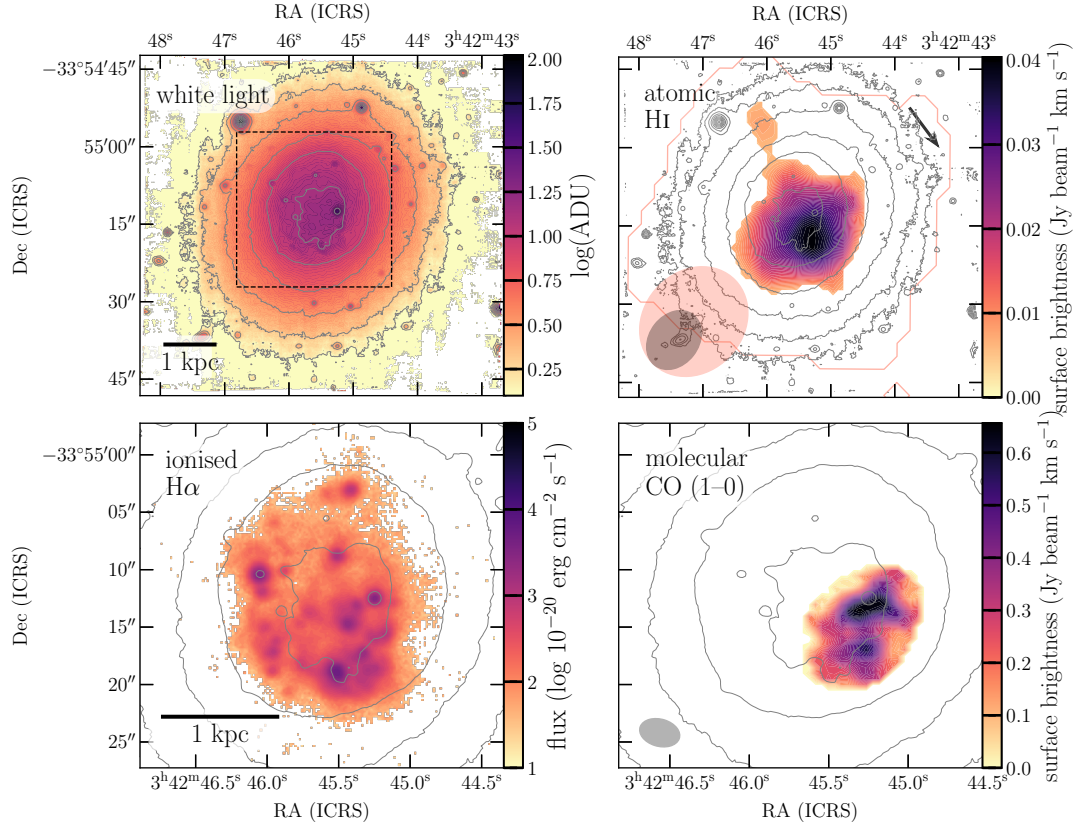 RA (ICRS)
48ˢ 47ˢ 46ˢ 45ˢ 44ˢ 3ʰ42ᵐ43ˢ
−33°54′45″
55′00″
15″
30″
45″
Dec (ICRS)
white light
1 kpc
2.00
1.75
1.50
1.25
1.00
0.75
0.50
0.25
log(ADU)
RA (ICRS)
48ˢ 47ˢ 46ˢ 45ˢ 44ˢ 3ʰ42ᵐ43ˢ
atomic
HI
0.04
0.03
0.02
0.01
0.00
surface brightness (Jy beam⁻¹ km s⁻¹)
−33°55′00″
05″
10″
15″
20″
25″
Dec (ICRS)
ionised
Hα
1 kpc
3ʰ42ᵐ46.5ˢ 46.0ˢ 45.5ˢ 45.0ˢ 44.5ˢ
RA (ICRS)
5
4
3
2
1
flux (log 10⁻²⁰ erg cm⁻² s⁻¹)
molecular
CO (1–0)
3ʰ42ᵐ46.5ˢ 46.0ˢ 45.5ˢ 45.0ˢ 44.5ˢ
RA (ICRS)
0.6
0.5
0.4
0.3
0.2
0.1
0.0
surface brightness (Jy beam⁻¹ km s⁻¹)